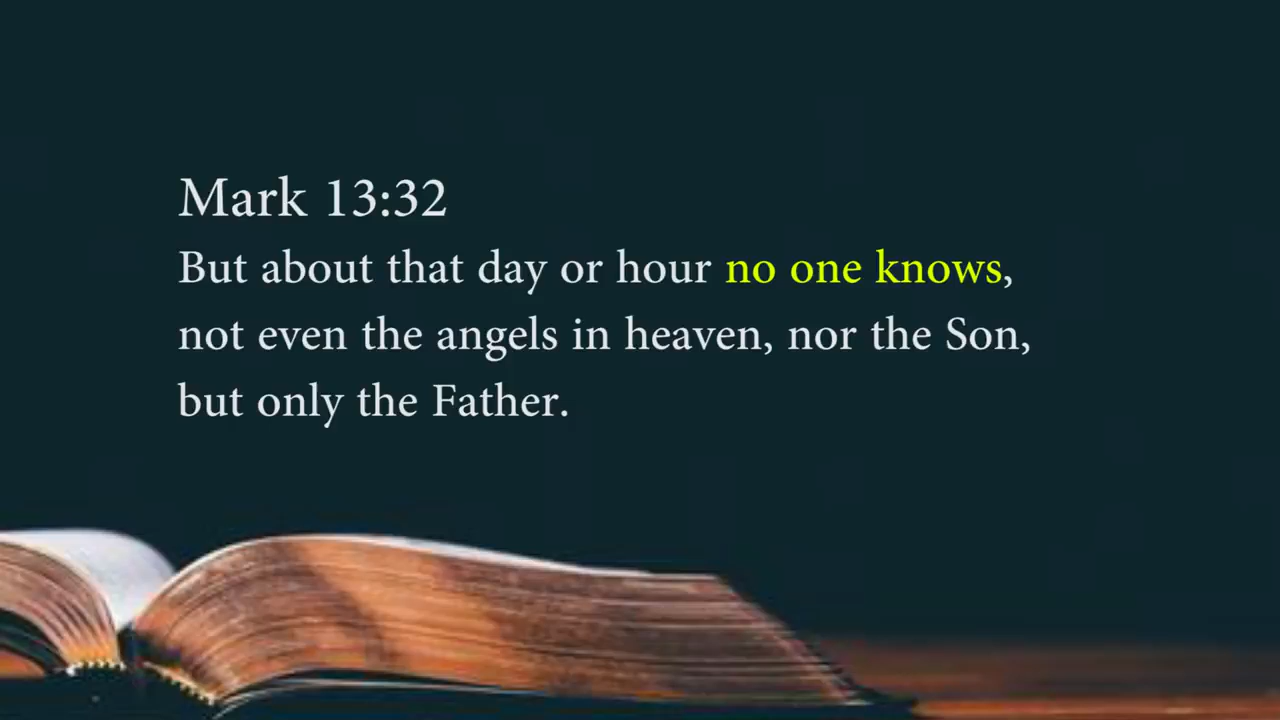 Mark 13:32
But about that day or hour no one knows,
not even the angels in heaven, nor the Son,
but only the Father.